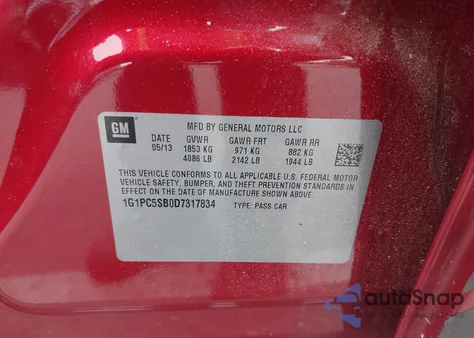 GM
MFD BY GENERAL MOTORS LLC
DATE GVWR GAWR FRT GAWR RR
05/13 1853 KG 971 KG 882 KG
4086 LB 2142 LB 1944 LB
THIS VEHICLE CONFORMS TO ALL APPLICABLE U.S. FEDERAL MOTOR
VEHICLE SAFETY, BUMPER, AND THEFT PREVENTION STANDARDS IN
EFFECT ON THE DATE OF MANUFACTURE SHOWN ABOVE.
1G1PC5SB0D7317834 TYPE: PASS CAR
autoSnap